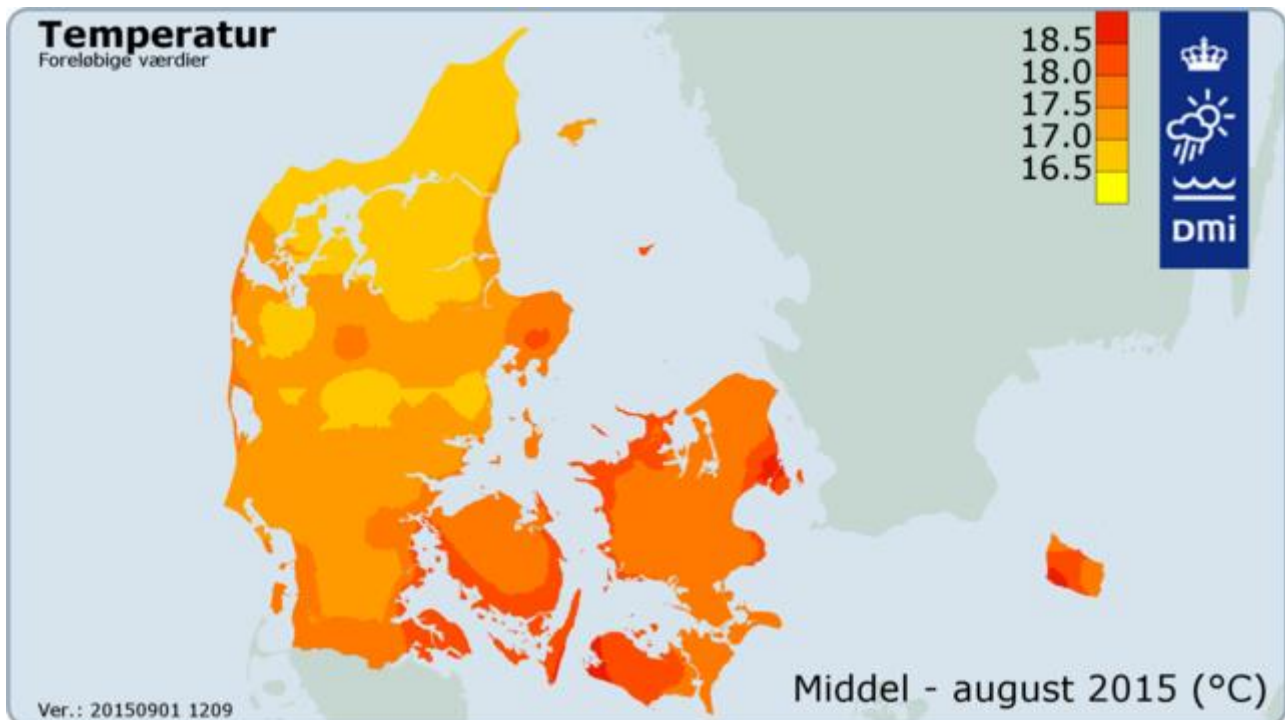 Temperatur
Foreløbige værdier
18.5
18.0
17.5
17.0
16.5
DMi
Middel - august 2015 (°C)
Ver.: 20150901 1209